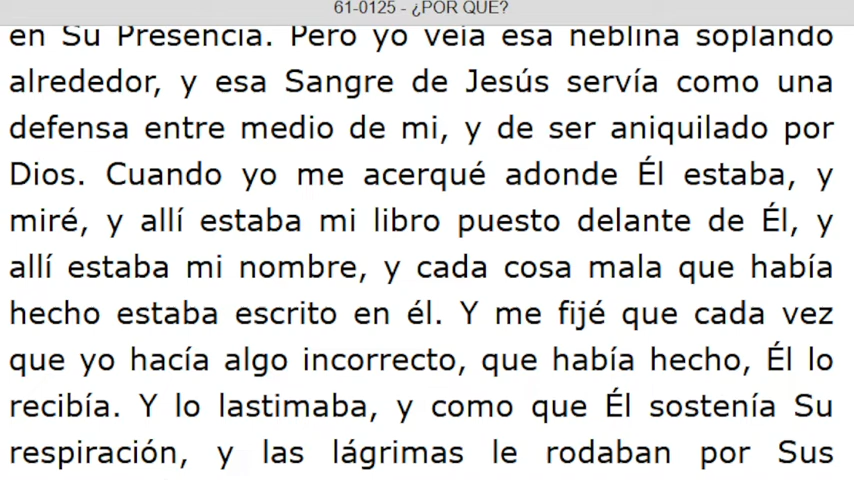 61-0125 - ¿POR QUE?
en Su Presencia. Pero yo veía esa neblina soplando
alrededor, y esa Sangre de Jesús servía como una
defensa entre medio de mi, y de ser aniquilado por
Dios. Cuando yo me acerqué adonde Él estaba, y
miré, y allí estaba mi libro puesto delante de Él, y
allí estaba mi nombre, y cada cosa mala que había
hecho estaba escrito en él. Y me fijé que cada vez
que yo hacía algo incorrecto, que había hecho, Él lo
recibía. Y lo lastimaba, y como que Él sostenía Su
respiración, y las lágrimas le rodaban por Sus